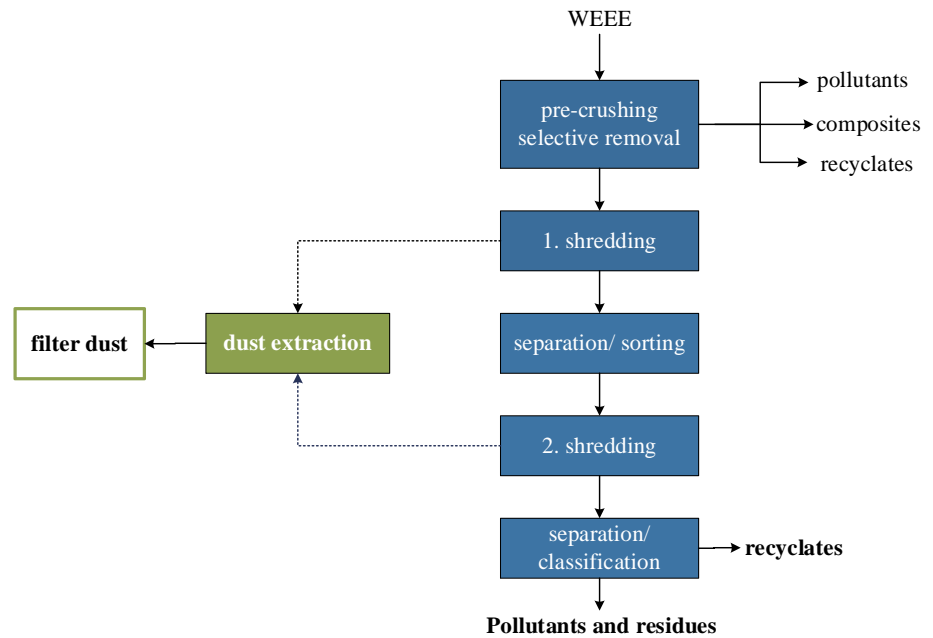 WEEE
pre-crushing
selective removal
pollutants
composites
recyclates
1. shredding
filter dust
dust extraction
separation/ sorting
2. shredding
separation/
classification
recyclates
Pollutants and residues